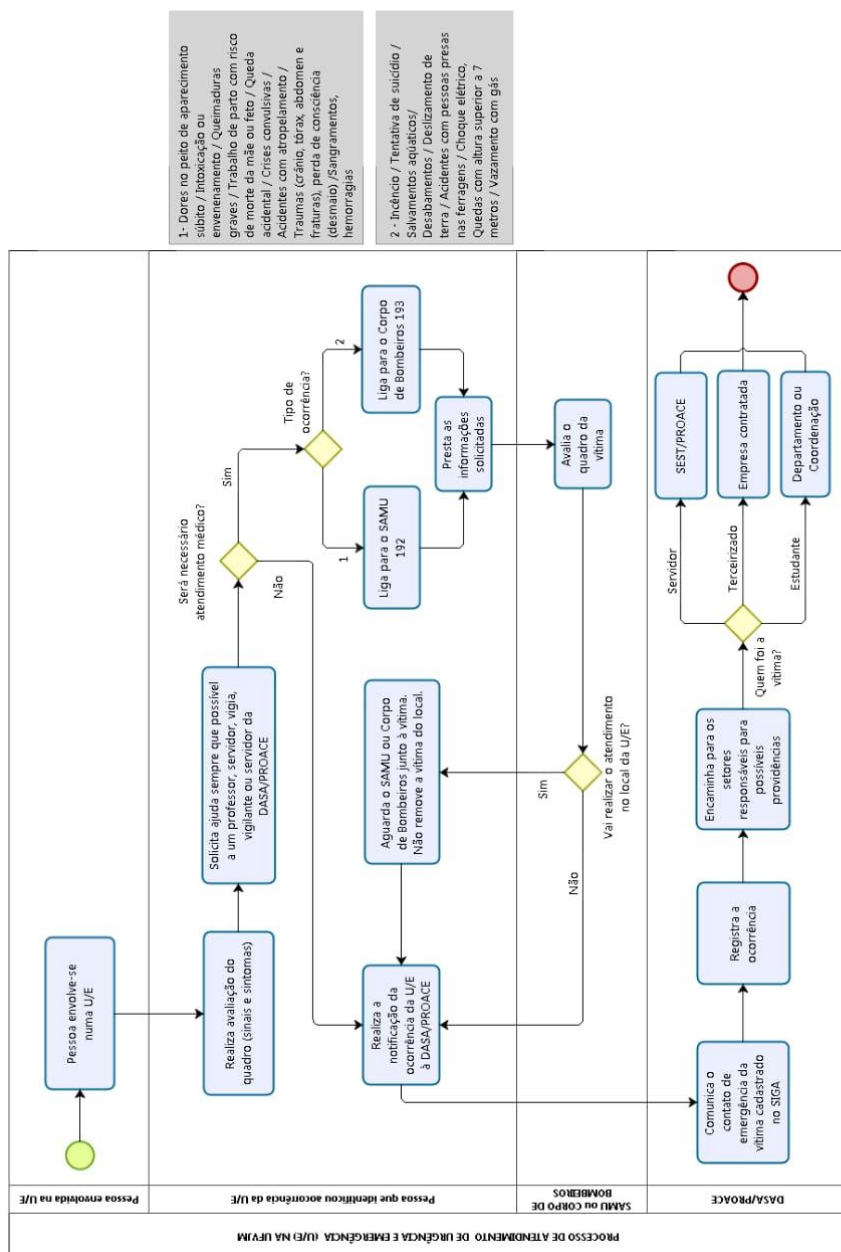 PROCESSO DE ATENDIMENTO DE URGÊNCIA E EMERGÊNCIA (U/E) NA UFVJM
Pessoa envolvida na U/E
Pessoa envolve-se
numa U/E
Pessoa que identificou aocorrência da U/E
Realiza avaliação do
quadro (sinais e sintomas)
Solicita ajuda sempre que possível
a um professor, servidor, vigia,
vigilante ou servidor da
DASA/PROACE
Será necessário
atendimento médico?
Sim
Não
Tipo de
ocorrência?
1
2
Liga para o SAMU
192
Liga para o Corpo
de Bombeiros 193
Presta as
informações
solicitadas
Realiza a
notificação da
ocorrência da U/E
à DASA/PROACE
Aguarda o SAMU ou Corpo
de Bombeiros junto à vítima.
Não remove a vítima do local.
SAMU ou CORPO DE
BOMBEIROS
Avalia o
quadro da
vítima
Vai realizar o atendimento
no local da U/E?
Sim
Não
DASA/PROACE
Comunica o
contato de
emergência da
vítima cadastrado
no SIGA
Registra a
ocorrência
Encaminha para os
setores
responsáveis para
possíveis
providências
Quem foi a
vítima?
Servidor
Terceirizado
Estudante
SEST/PROACE
Empresa contratada
Departamento ou
Coordenação
1- Dores no peito de aparecimento
súbito / Intoxicação ou
envenenamento / Queimaduras
graves / Trabalho de parto com risco
de morte da mãe ou feto / Queda
acidental / Crises convulsivas /
Acidentes com atropelamento /
Traumas (crânio, tórax, abdomen e
fraturas), perda de consciência
(desmaio) /Sangramentos,
hemorragias
2 - Incêncio / Tentativa de suicídio /
Salvamentos aqúaticos/
Desabamentos / Deslizamento de
terra / Acidentes com pessoas presas
nas ferragens / Choque elétrico,
Quedas com altura superior a 7
metros / Vazamento com gás